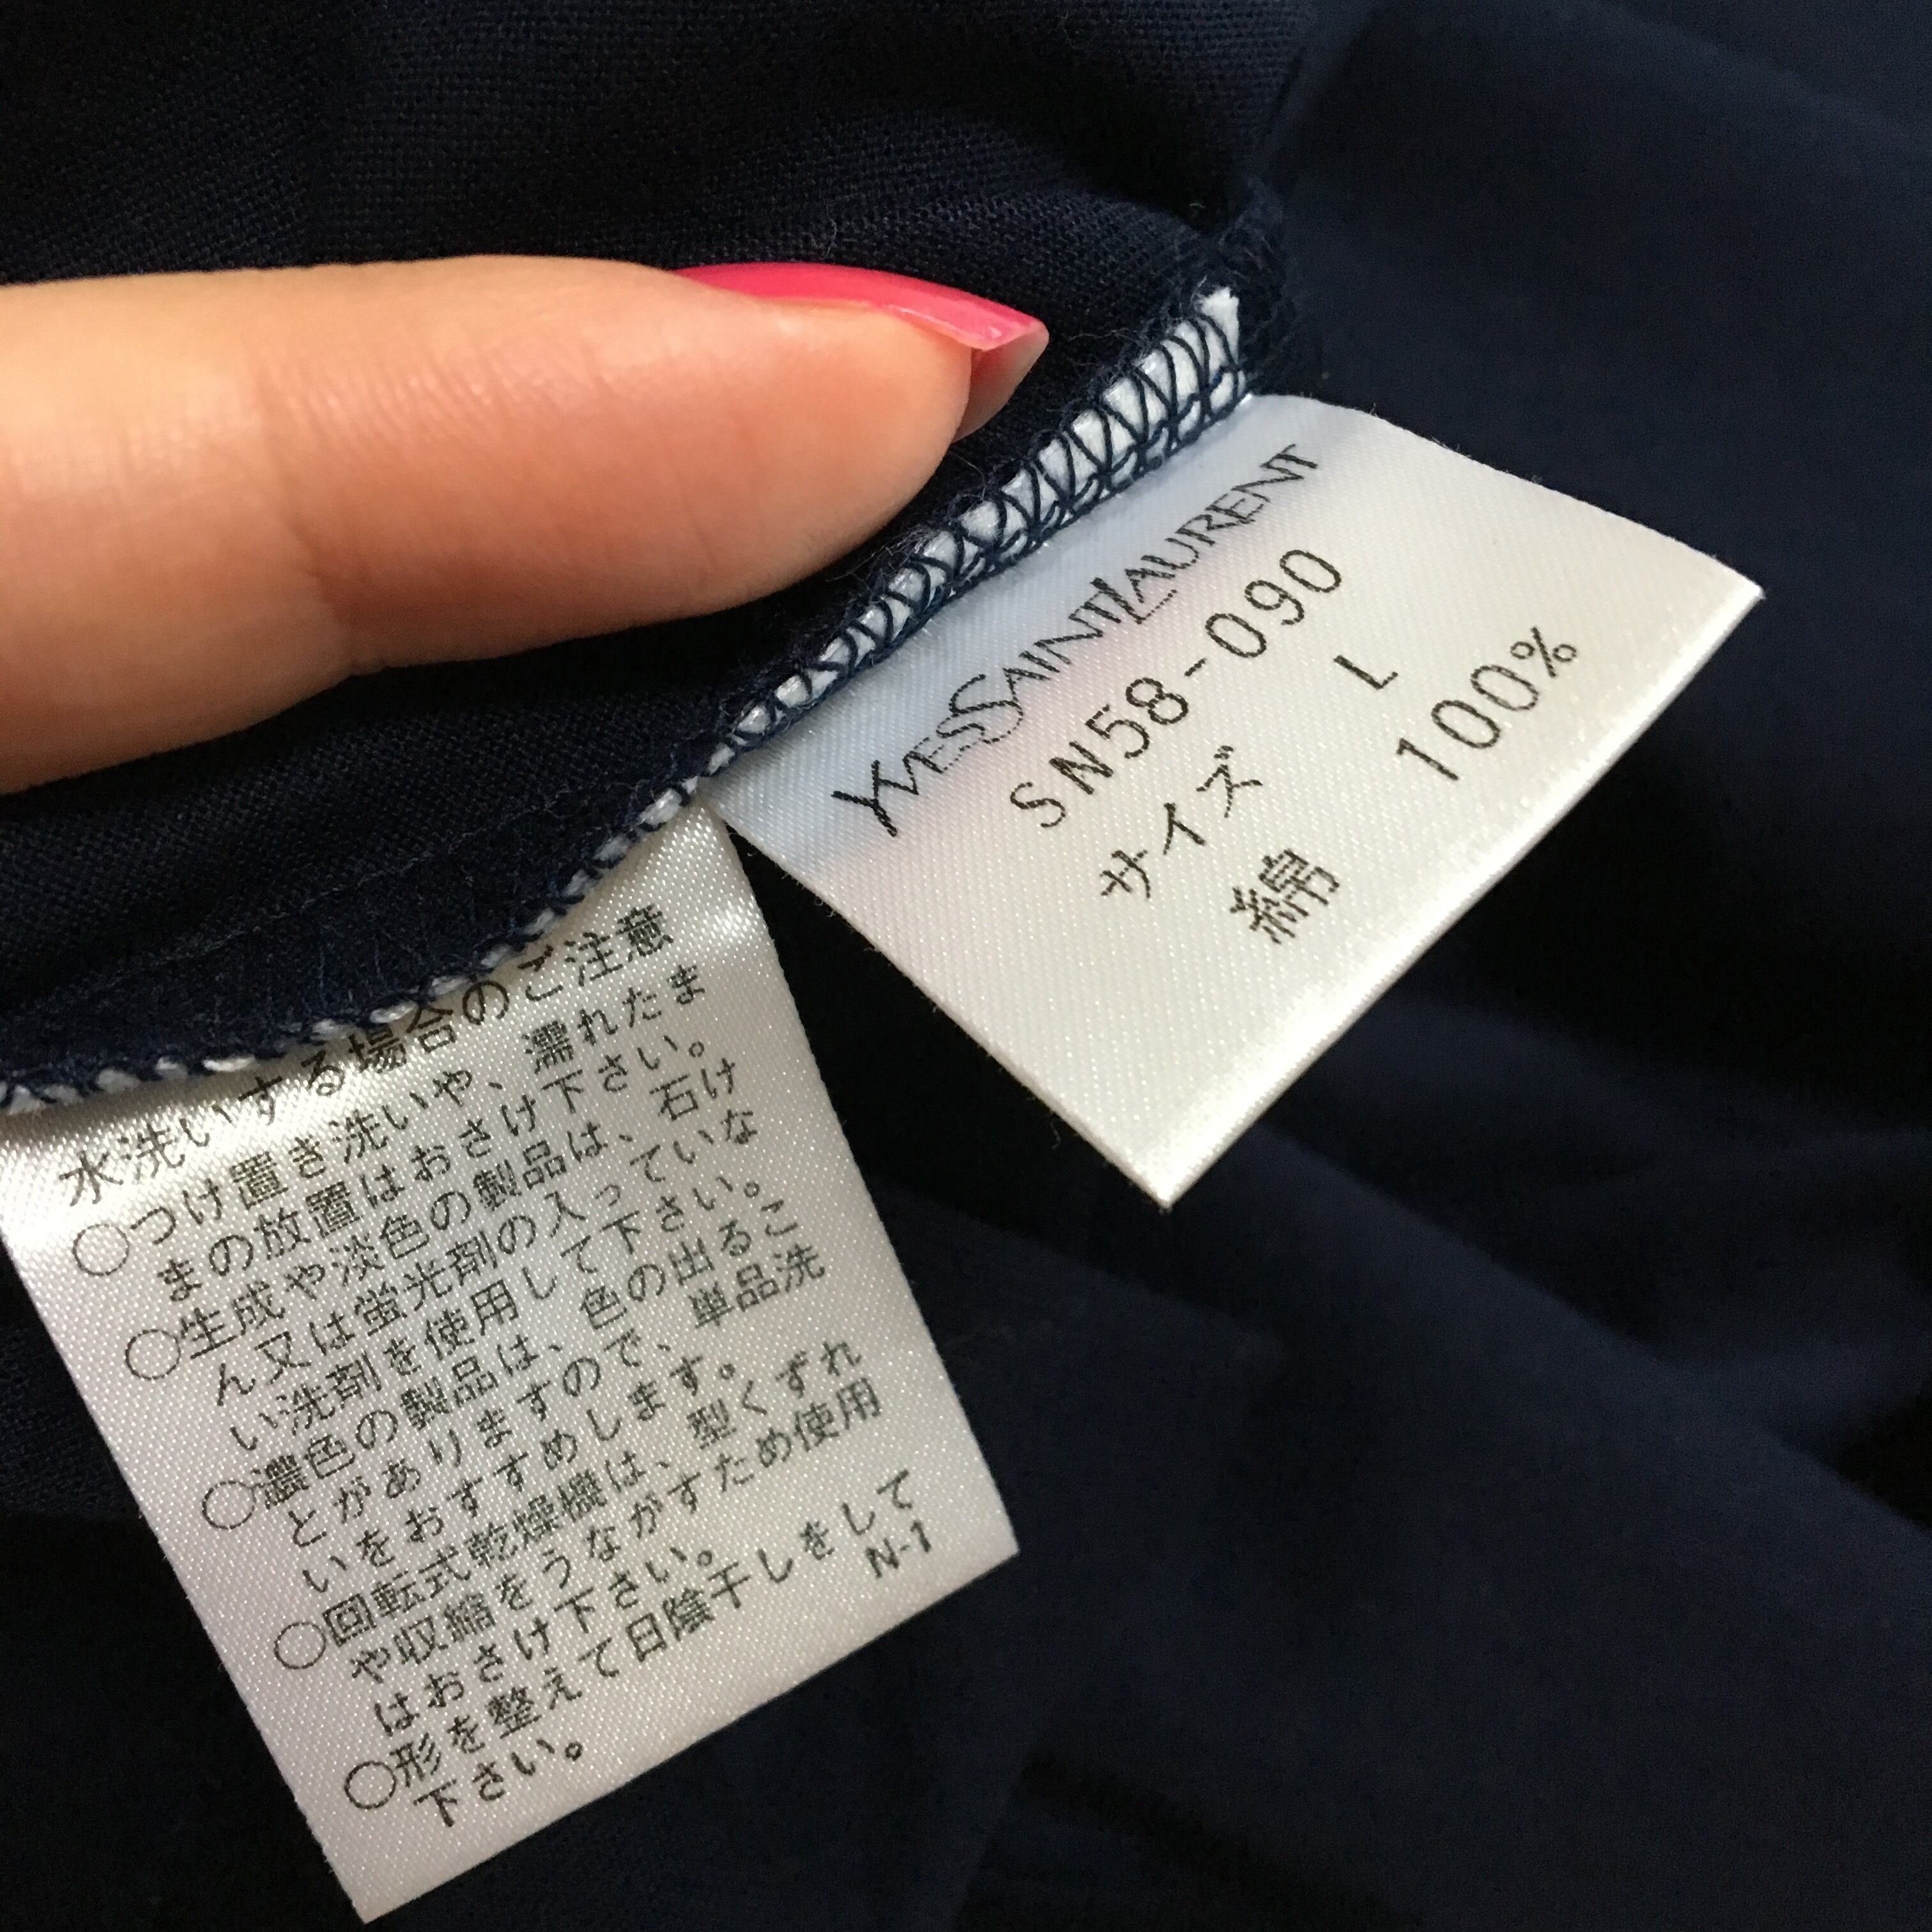 YVESSAINTLAURENT
SN58-090
サイズ L
綿 100%
水洗いする場合のご注意
○つけ置き洗いや、濡れたま
まの放置はおさけ下さい。
○生成や淡色の製品は、石け
ん又は蛍光剤の入っていな
い洗剤を使用して下さい。
○濃色の製品は、色の出るこ
とがありますので、単品洗
いをおすすめします。
○回転式乾燥機は、型くずれ
や収縮をうながすため使用
はおさけ下さい。
○形を整えて日陰干しをして
下さい。
N-1